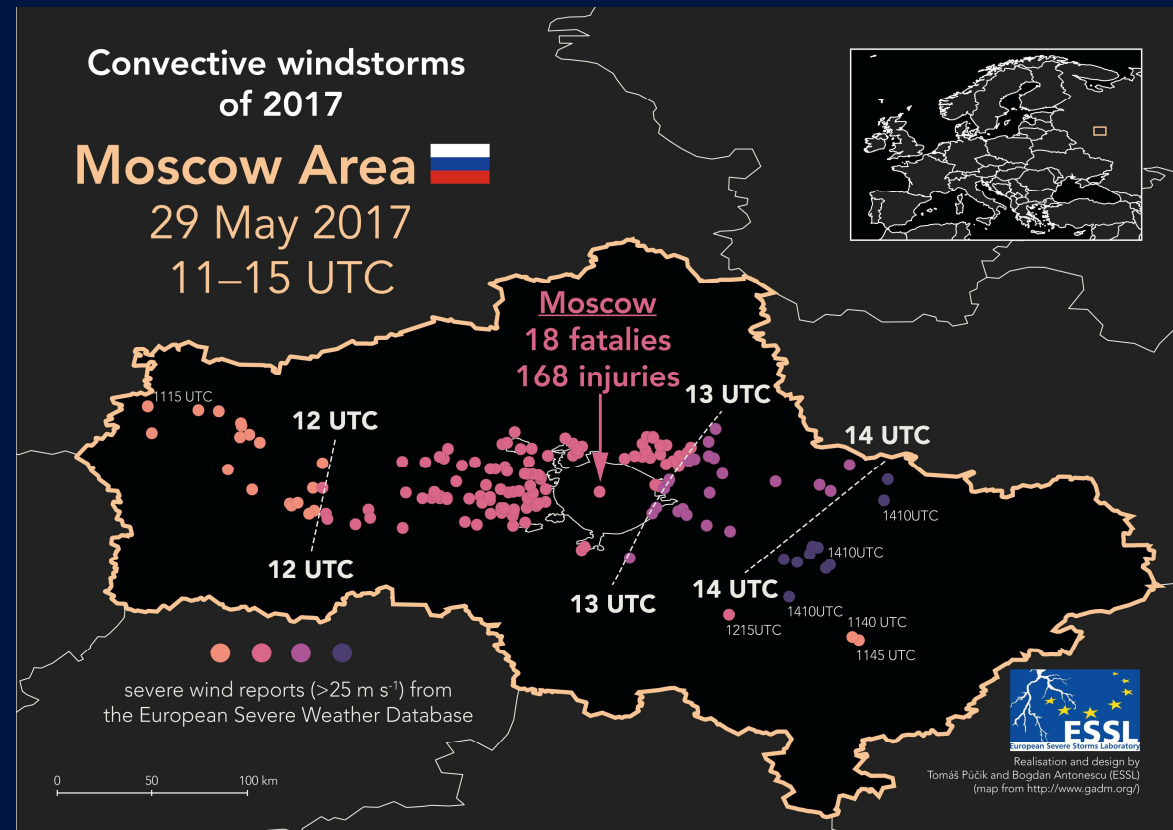 Convective windstorms
of 2017
Moscow Area
29 May 2017
11–15 UTC
Moscow
18 fatalies
168 injuries
1115 UTC
12 UTC
13 UTC
14 UTC
1410UTC
1410UTC
12 UTC
13 UTC
14 UTC
1410UTC
1215UTC
1140 UTC
1145 UTC
severe wind reports (>25 m s⁻¹) from
the European Severe Weather Database
0 50 100 km
ESSL
European Severe Storms Laboratory
Realisation and design by
Tomáš Púčik and Bogdan Antonescu (ESSL)
(map from http://www.gadm.org/)